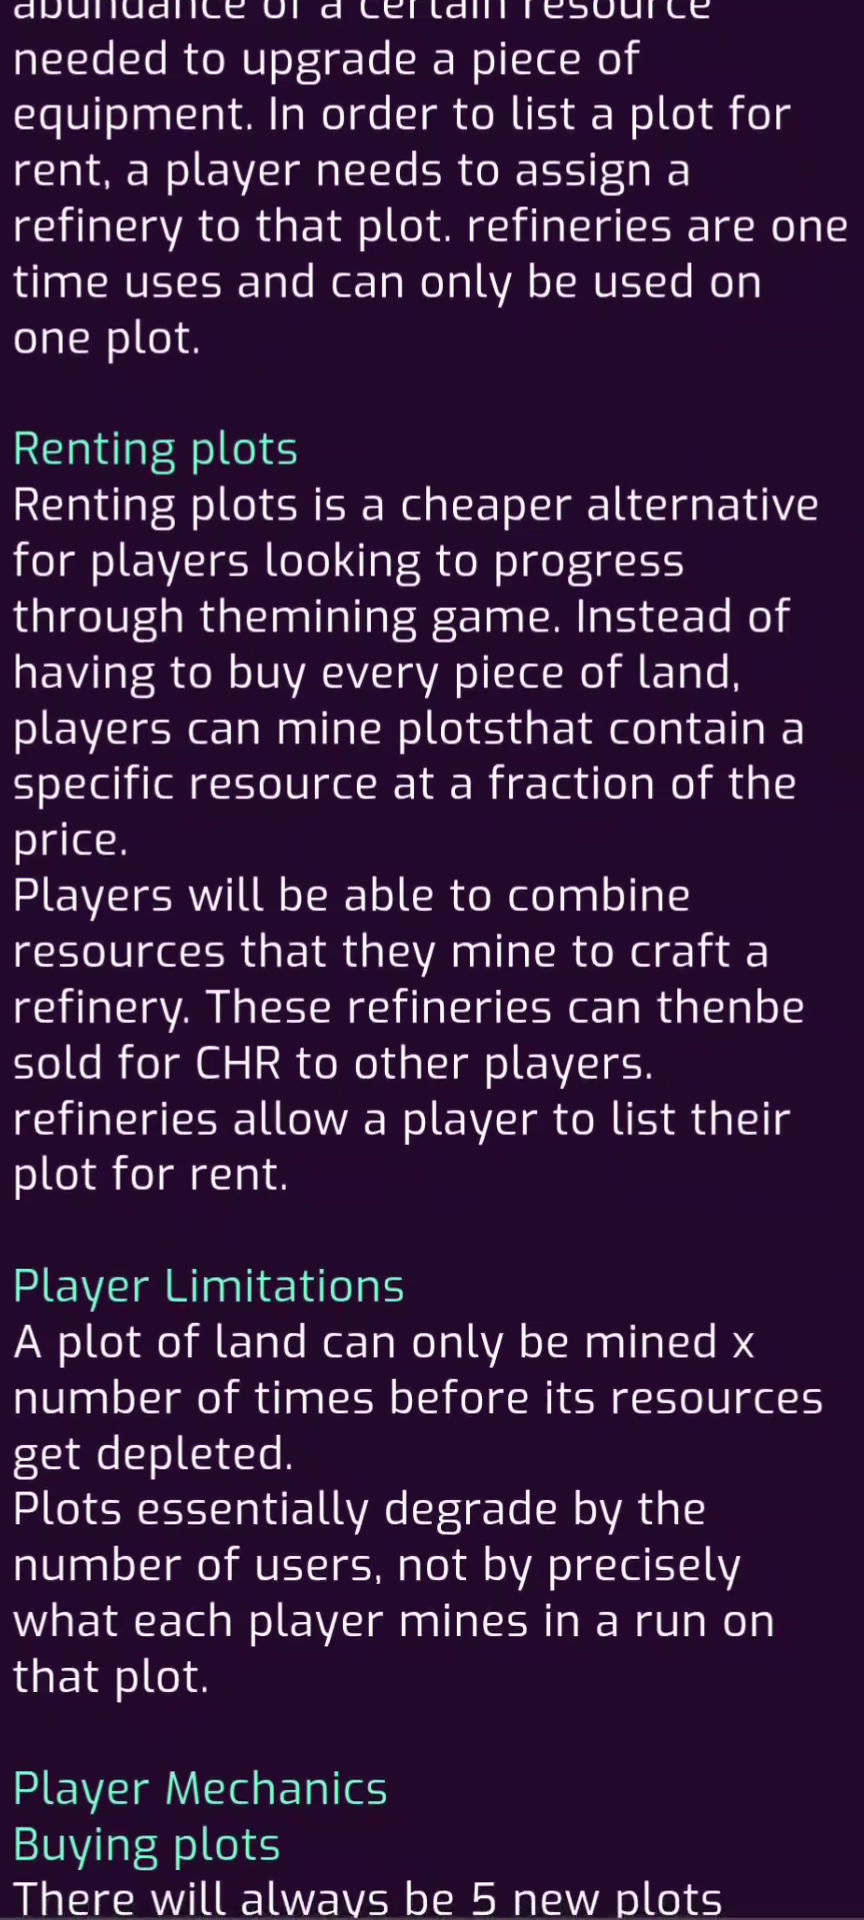 abundance of a certain resource
needed to upgrade a piece of
equipment. In order to list a plot for
rent, a player needs to assign a
refinery to that plot. refineries are one
time uses and can only be used on
one plot.
Renting plots
Renting plots is a cheaper alternative
for players looking to progress
through themining game. Instead of
having to buy every piece of land,
players can mine plotsthat contain a
specific resource at a fraction of the
price.
Players will be able to combine
resources that they mine to craft a
refinery. These refineries can thenbe
sold for CHR to other players.
refineries allow a player to list their
plot for rent.
Player Limitations
A plot of land can only be mined x
number of times before its resources
get depleted.
Plots essentially degrade by the
number of users, not by precisely
what each player mines in a run on
that plot.
Player Mechanics
Buying plots
There will always be 5 new plots